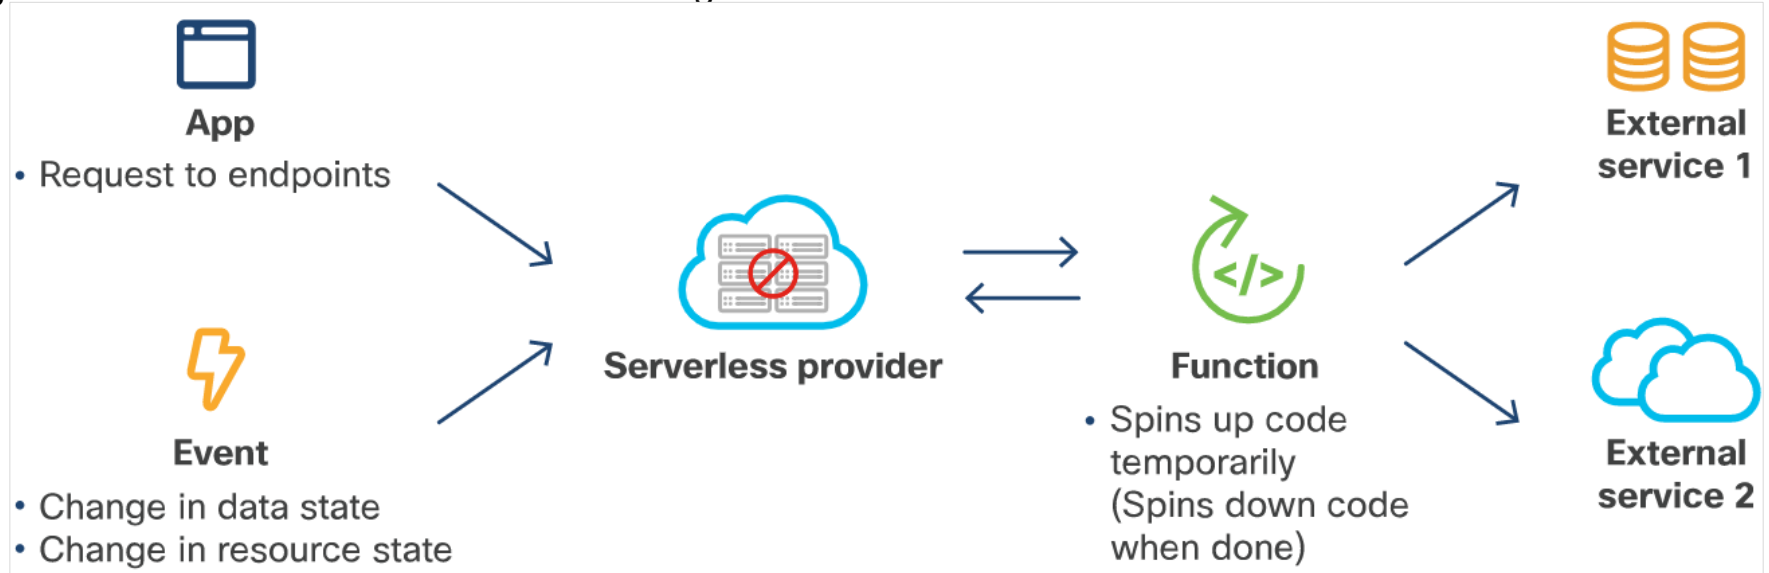 App
• Request to endpoints
Event
• Change in data state
• Change in resource state
Serverless provider
</>
Function
• Spins up code
temporarily
(Spins down code
when done)
External
service 1
External
service 2